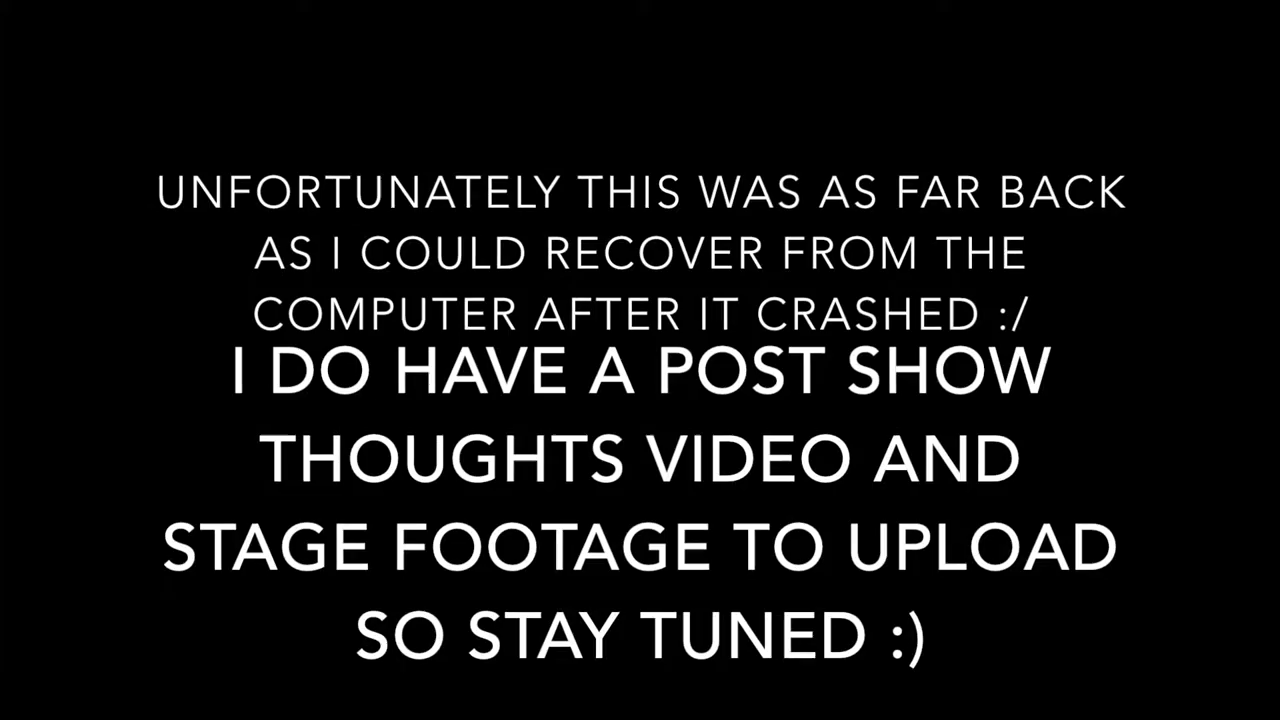 UNFORTUNATELY THIS WAS AS FAR BACK
AS I COULD RECOVER FROM THE
COMPUTER AFTER IT CRASHED :/
I DO HAVE A POST SHOW
THOUGHTS VIDEO AND
STAGE FOOTAGE TO UPLOAD
SO STAY TUNED :)